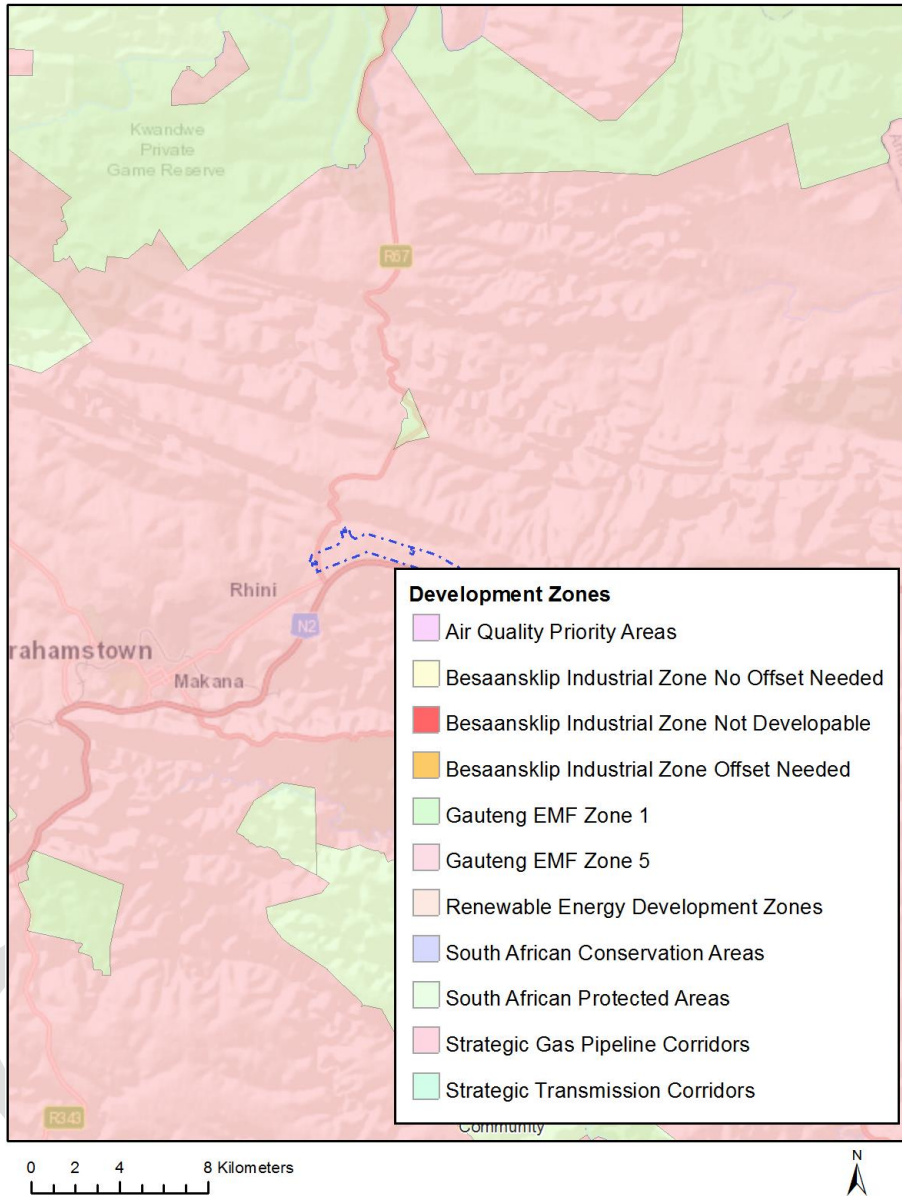 Kwandwe
Private
Game Reserve
R67
Rhini
N2
rahamstown
Makana
Development Zones
Air Quality Priority Areas
Besaansklip Industrial Zone No Offset Needed
Besaansklip Industrial Zone Not Developable
Besaansklip Industrial Zone Offset Needed
Gauteng EMF Zone 1
Gauteng EMF Zone 5
Renewable Energy Development Zones
South African Conservation Areas
South African Protected Areas
Strategic Gas Pipeline Corridors
Strategic Transmission Corridors
R343
Community
0 2 4 8 Kilometers
N